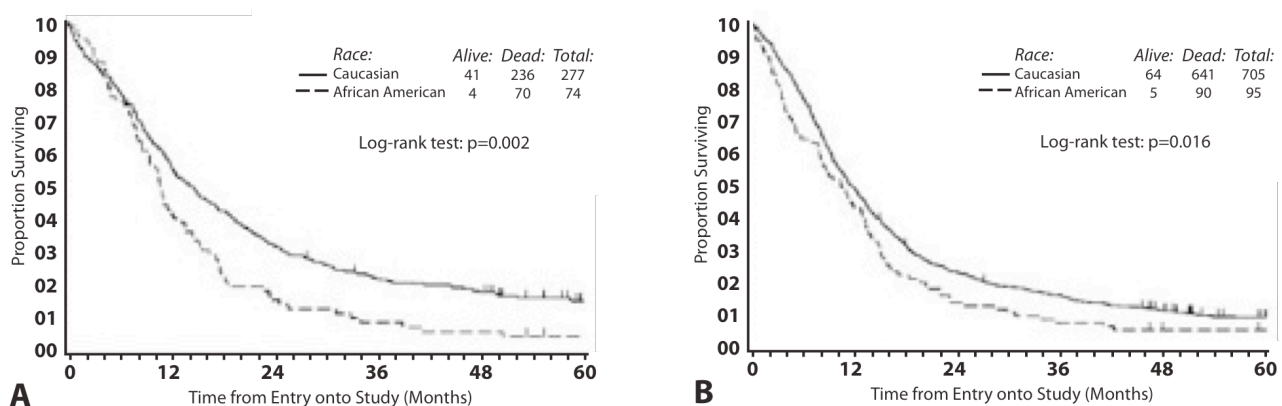 10
09
08
07
06
05
04
03
02
01
00
Proportion Surviving
Race: Alive: Dead: Total:
Caucasian 41 236 277
African American 4 70 74
Log-rank test: p=0.002
0 12 24 36 48 60
Time from Entry onto Study (Months)
A
10
09
08
07
06
05
04
03
02
01
00
Proportion Surviving
Race: Alive: Dead: Total:
Caucasian 64 641 705
African American 5 90 95
Log-rank test: p=0.016
0 12 24 36 48 60
Time from Entry onto Study (Months)
B